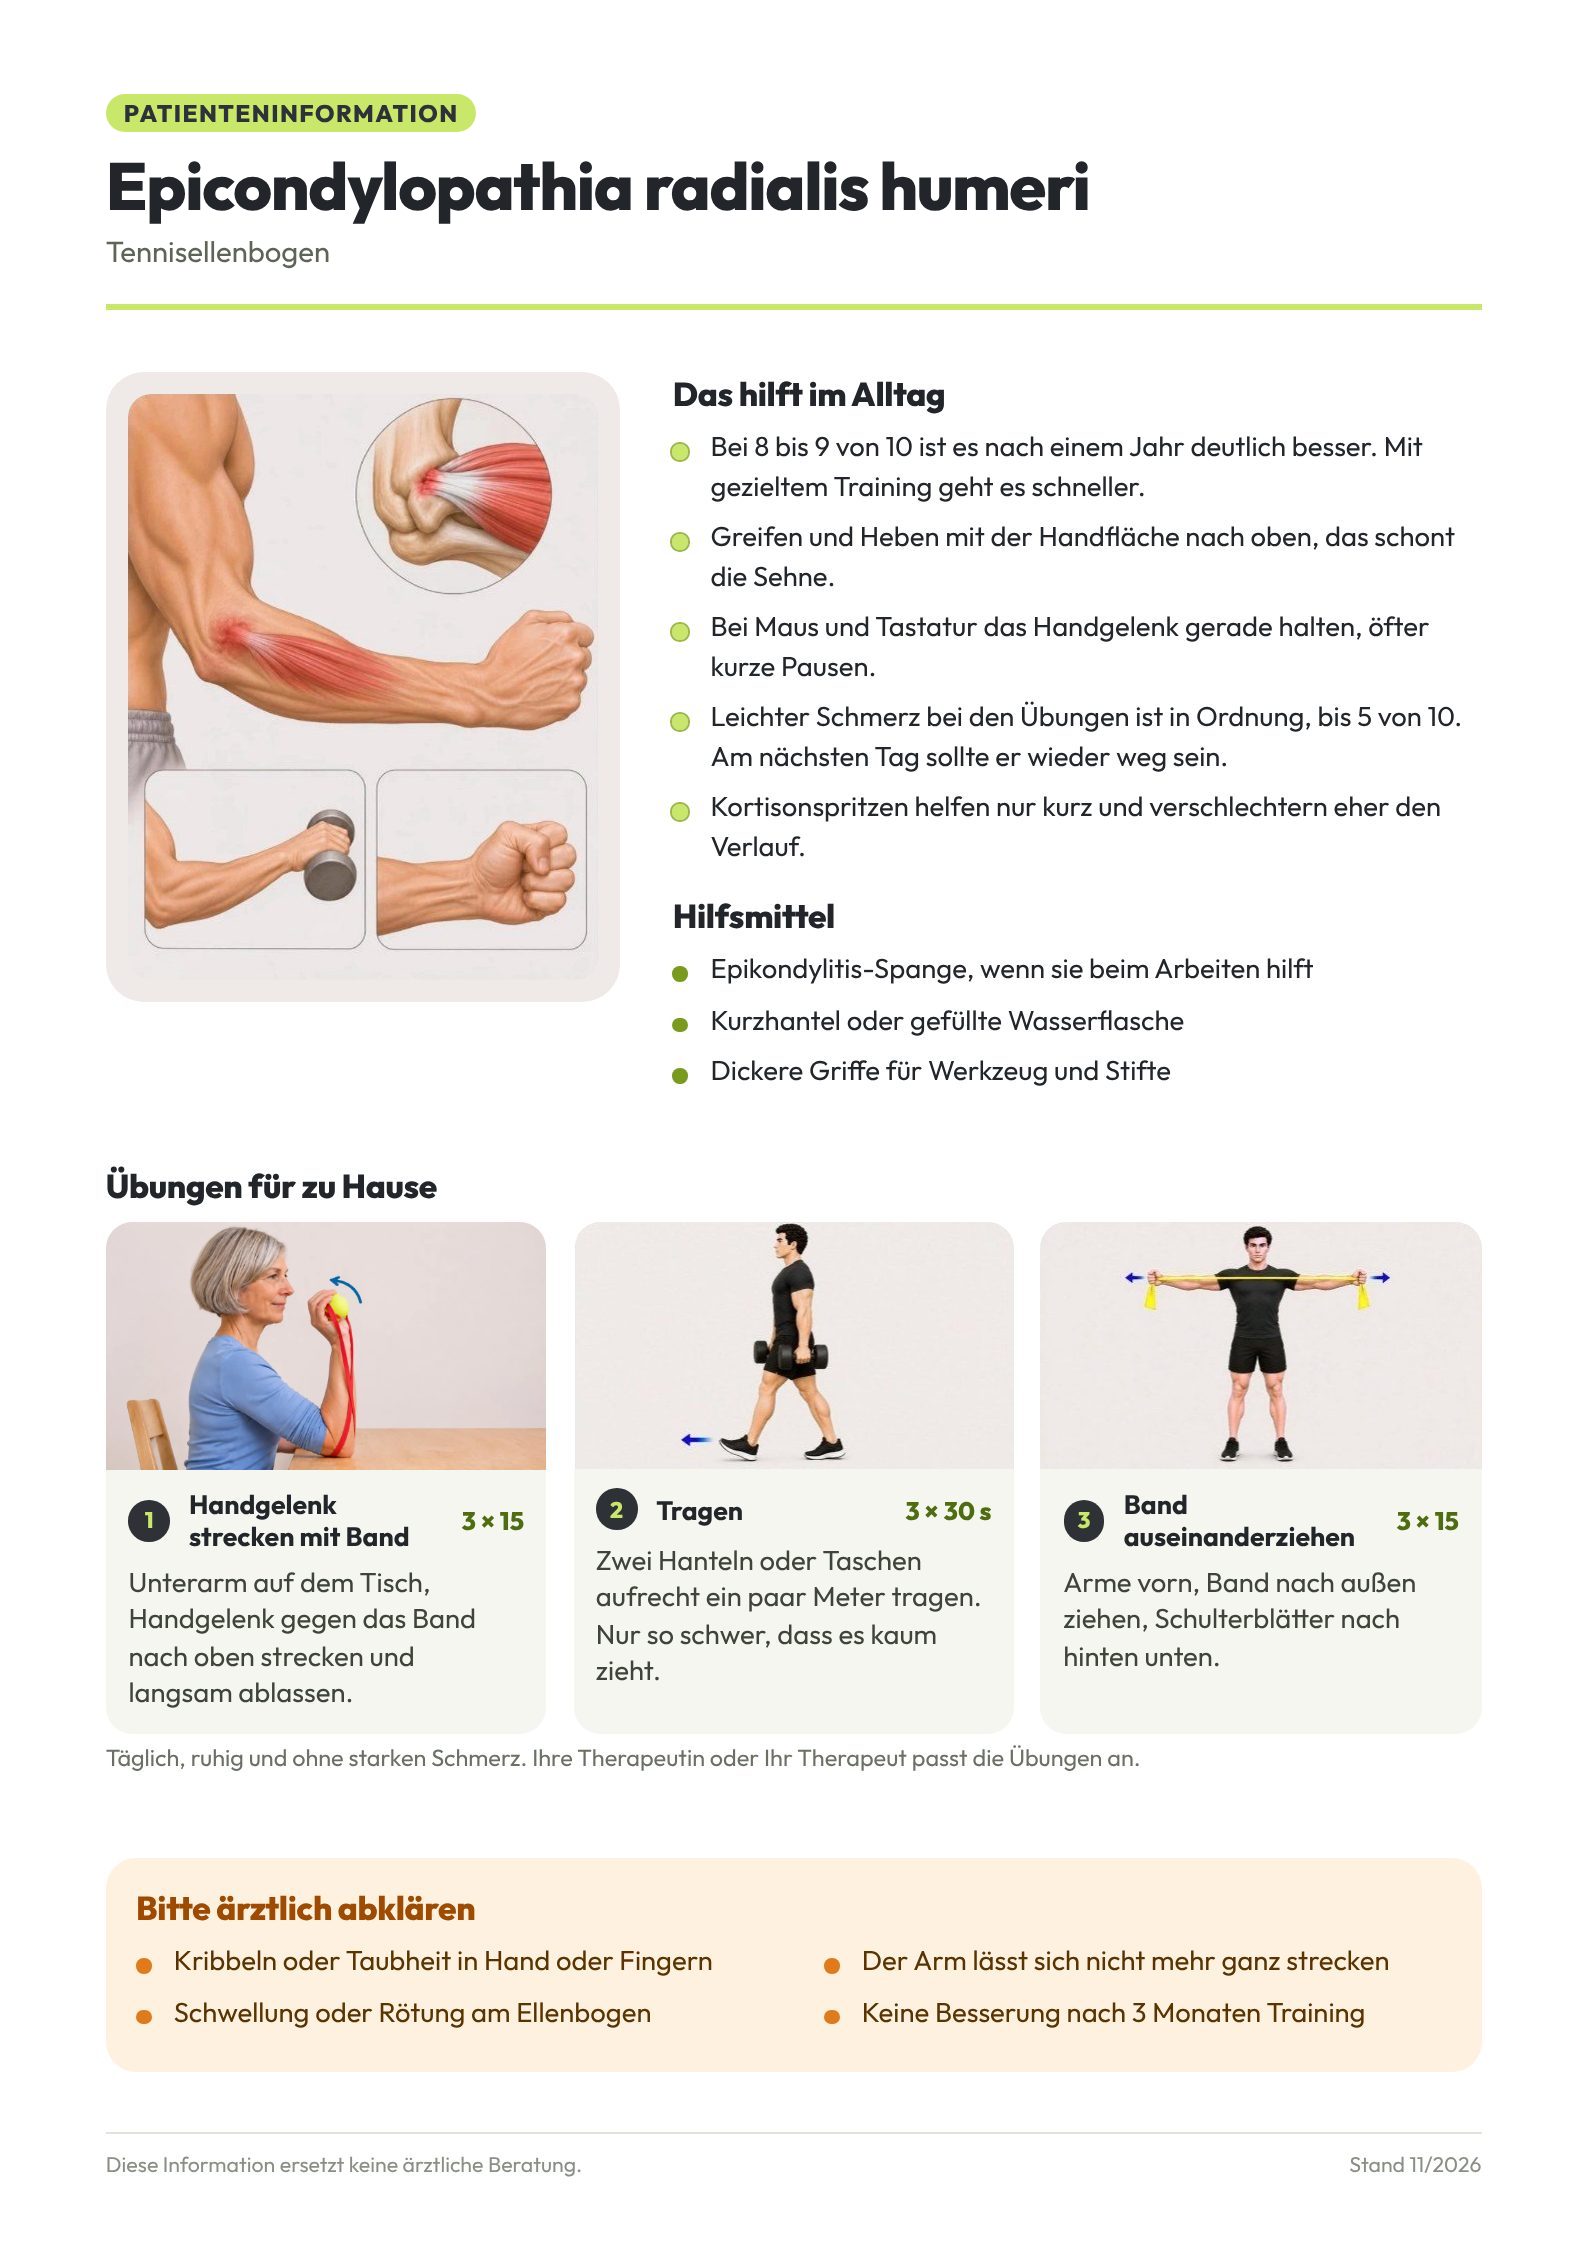 PATIENTENINFORMATION
Epicondylopathia radialis humeri
Tennisellenbogen
Das hilft im Alltag
Bei 8 bis 9 von 10 ist es nach einem Jahr deutlich besser. Mit
gezieltem Training geht es schneller.
Greifen und Heben mit der Handfläche nach oben, das schont
die Sehne.
Bei Maus und Tastatur das Handgelenk gerade halten, öfter
kurze Pausen.
Leichter Schmerz bei den Übungen ist in Ordnung, bis 5 von 10.
Am nächsten Tag sollte er wieder weg sein.
Kortisonspritzen helfen nur kurz und verschlechtern eher den
Verlauf.
Hilfsmittel
Epikondylitis-Spange, wenn sie beim Arbeiten hilft
Kurzhantel oder gefüllte Wasserflasche
Dickere Griffe für Werkzeug und Stifte
Übungen für zu Hause
1 Handgelenk
strecken mit Band 3 × 15
Unterarm auf dem Tisch,
Handgelenk gegen das Band
nach oben strecken und
langsam ablassen.
2 Tragen 3 × 30 s
Zwei Hanteln oder Taschen
aufrecht ein paar Meter tragen.
Nur so schwer, dass es kaum
zieht.
3 Band
auseinanderziehen 3 × 15
Arme vorn, Band nach außen
ziehen, Schulterblätter nach
hinten unten.
Täglich, ruhig und ohne starken Schmerz. Ihre Therapeutin oder Ihr Therapeut passt die Übungen an.
Bitte ärztlich abklären
Kribbeln oder Taubheit in Hand oder Fingern
Schwellung oder Rötung am Ellenbogen
Der Arm lässt sich nicht mehr ganz strecken
Keine Besserung nach 3 Monaten Training
Diese Information ersetzt keine ärztliche Beratung.
Stand 11/2026